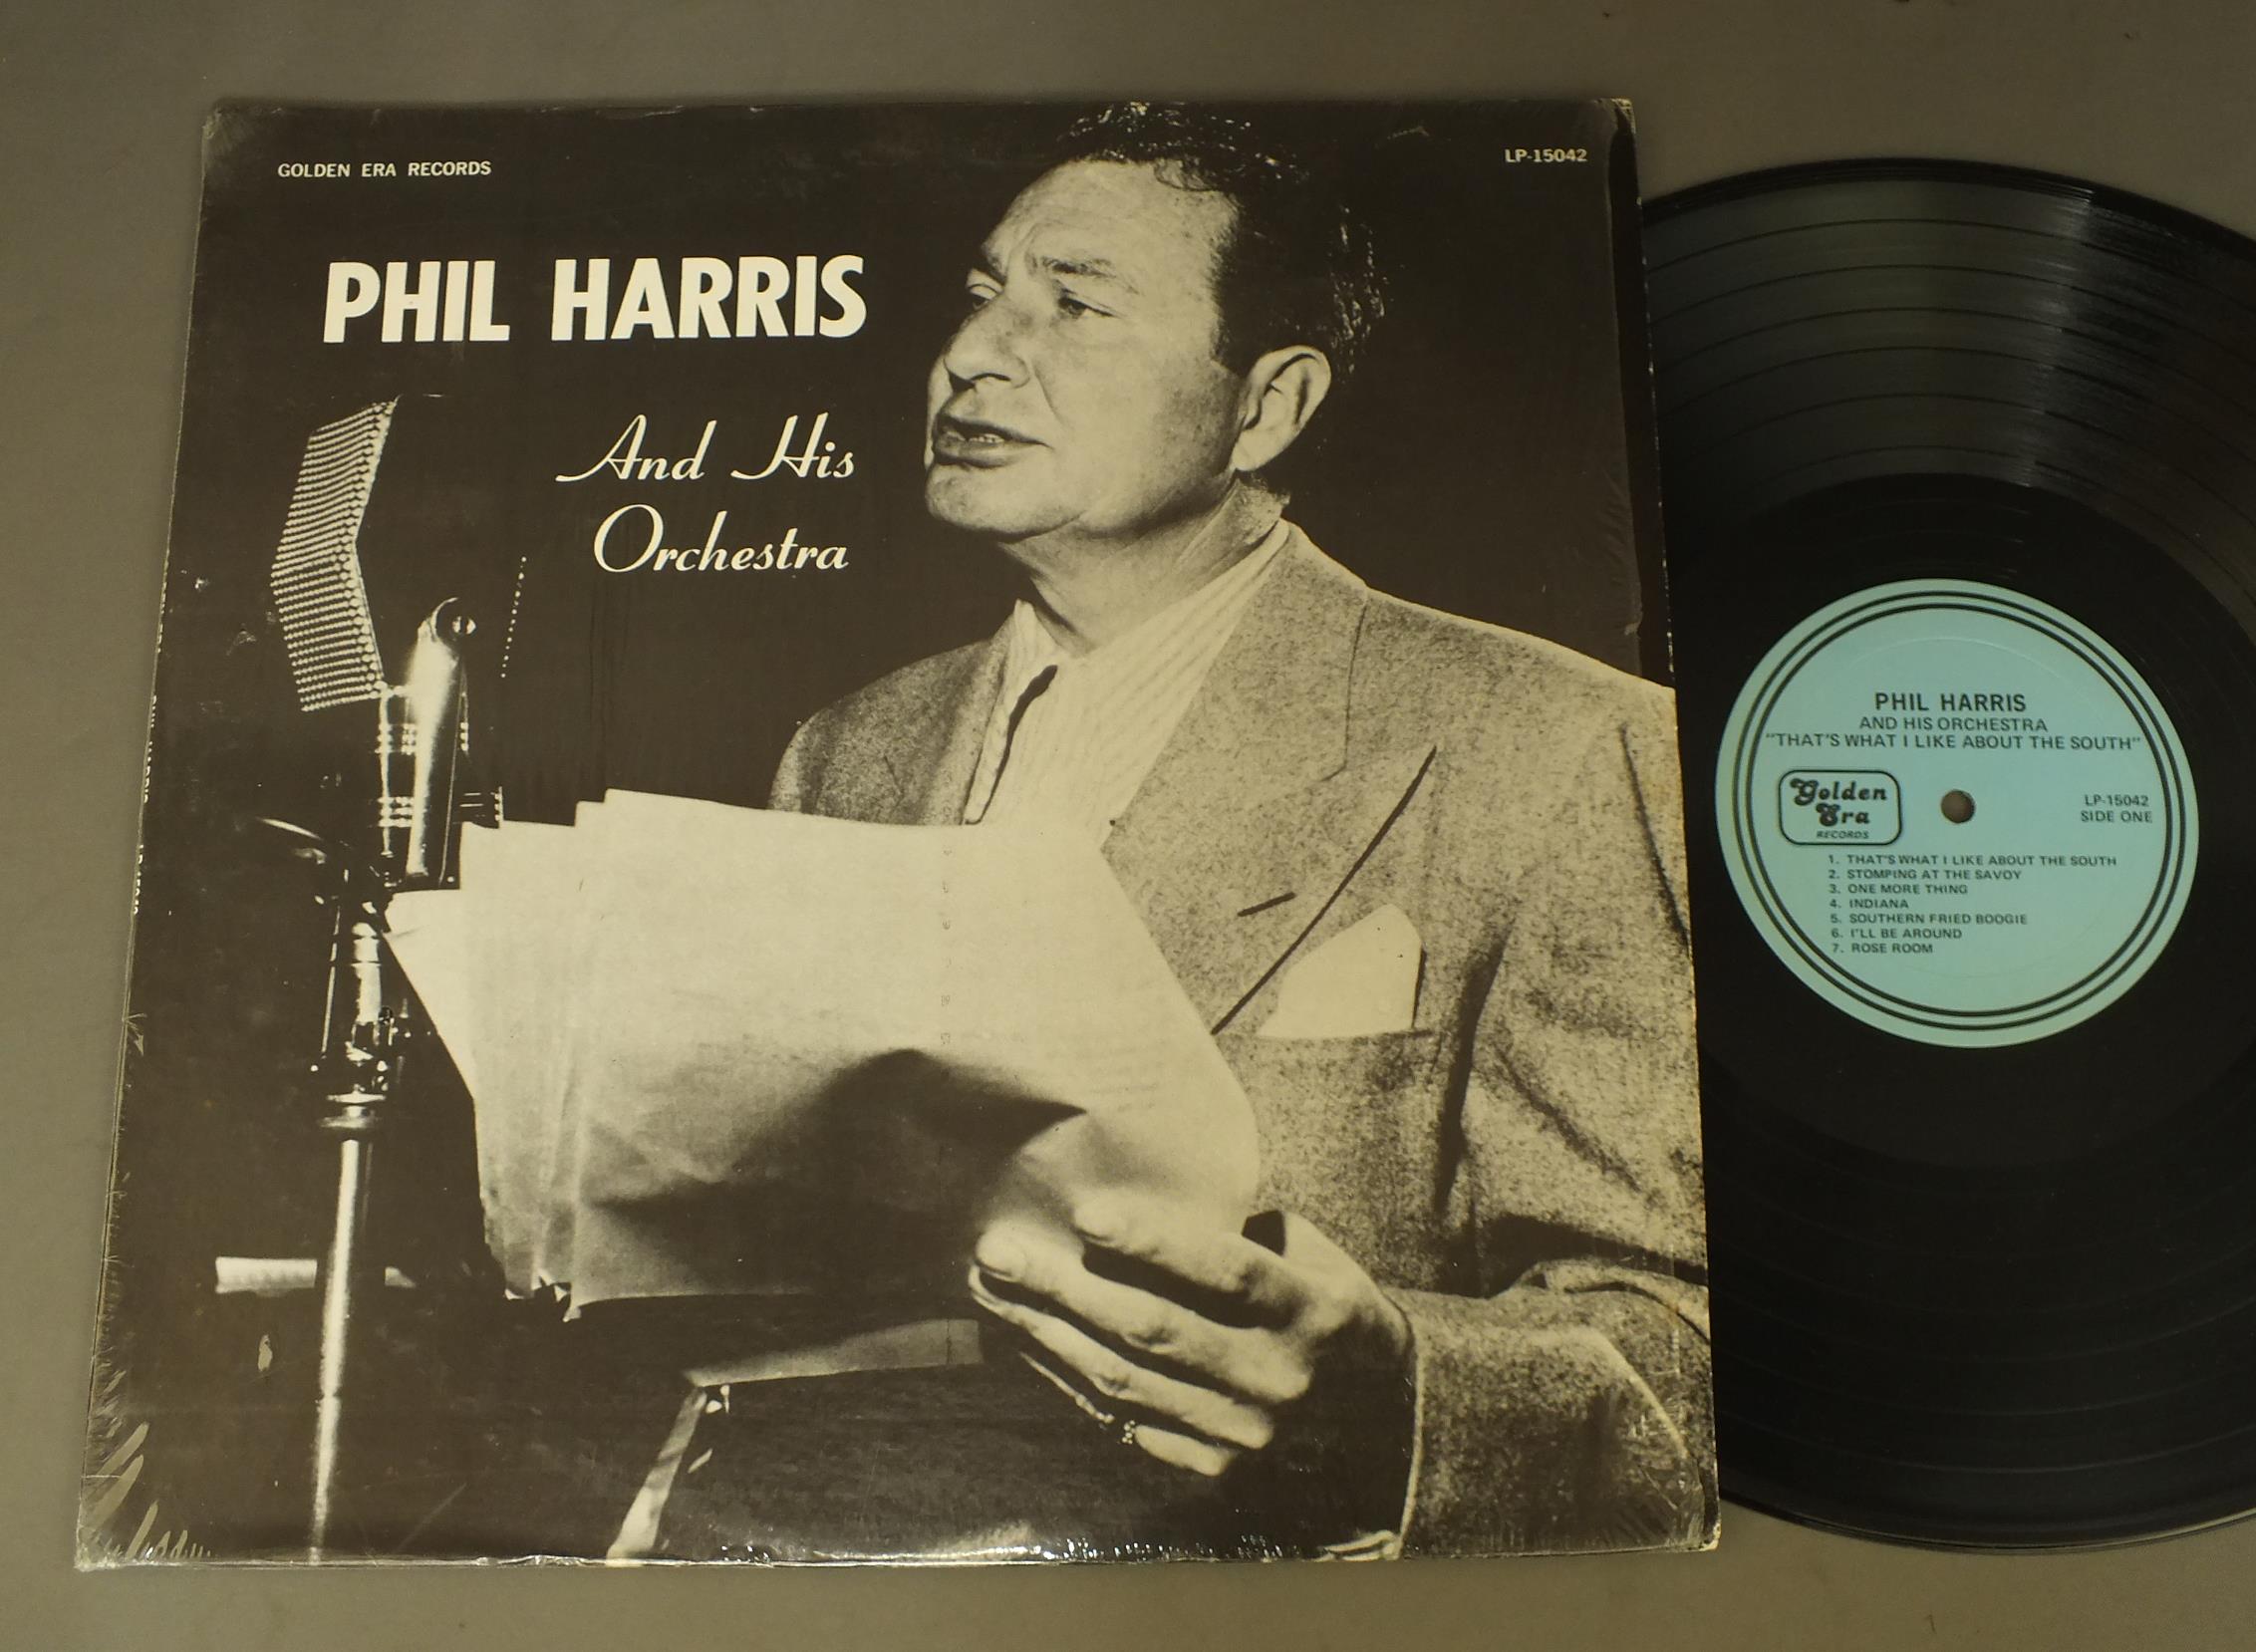 GOLDEN ERA RECORDS
LP-15042
PHIL HARRIS
And His
Orchestra
PHIL HARRIS
AND HIS ORCHESTRA
"THAT'S WHAT I LIKE ABOUT THE SOUTH"
Golden
Era
RECORDS
LP-15042
SIDE ONE
1. THAT'S WHAT I LIKE ABOUT THE SOUTH
2. STOMPING AT THE SAVOY
3. ONE MORE THING
4. INDIANA
5. SOUTHERN FRIED BOOGIE
6. I'LL BE AROUND
7. ROSE ROOM